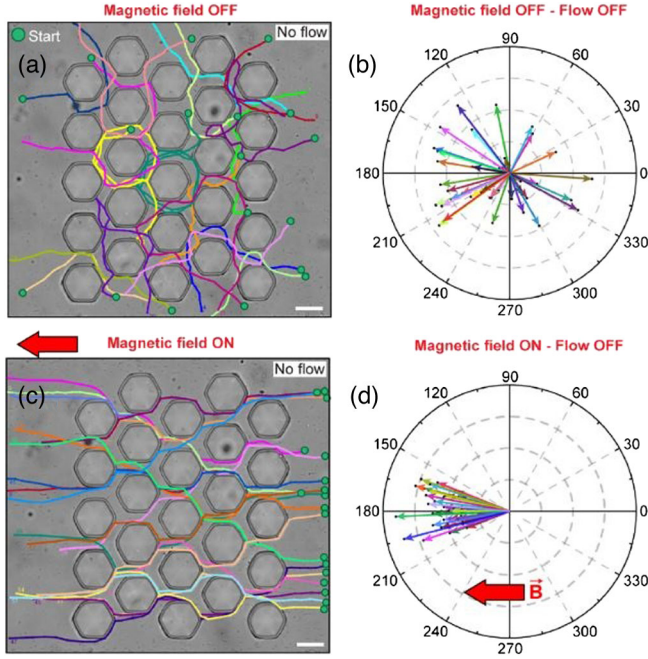 Magnetic field OFF
Start
No flow
(a)
Magnetic field OFF - Flow OFF
(b)
90
120
60
150
30
180
0
210
330
240
300
270
Magnetic field ON
No flow
(c)
Magnetic field ON - Flow OFF
(d)
90
120
60
150
30
180
0
210
330
240
300
270
B